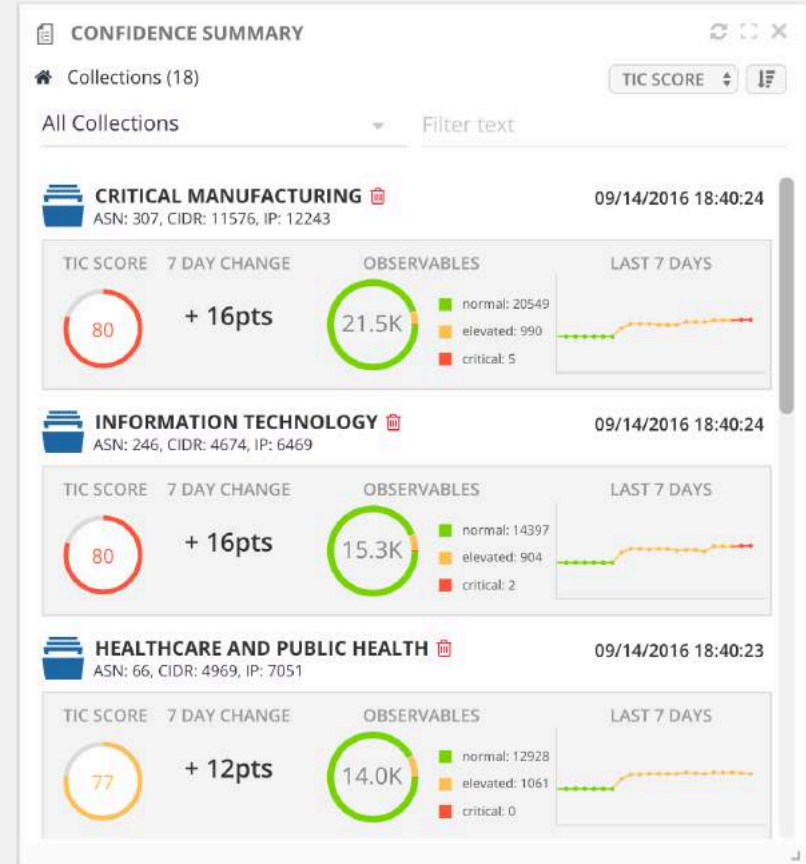 CONFIDENCE SUMMARY
Collections (18)
TIC SCORE
All Collections
Filter text
CRITICAL MANUFACTURING
09/14/2016 18:40:24
ASN: 307, CIDR: 11576, IP: 12243
TIC SCORE 7 DAY CHANGE OBSERVABLES LAST 7 DAYS
80
+ 16pts
21.5K
normal: 20549
elevated: 990
critical: 5
INFORMATION TECHNOLOGY
09/14/2016 18:40:24
ASN: 246, CIDR: 4674, IP: 6469
TIC SCORE 7 DAY CHANGE OBSERVABLES LAST 7 DAYS
80
+ 16pts
15.3K
normal: 14397
elevated: 904
critical: 2
HEALTHCARE AND PUBLIC HEALTH
09/14/2016 18:40:23
ASN: 66, CIDR: 4969, IP: 7051
TIC SCORE 7 DAY CHANGE OBSERVABLES LAST 7 DAYS
77
+ 12pts
14.0K
normal: 12928
elevated: 1061
critical: 0